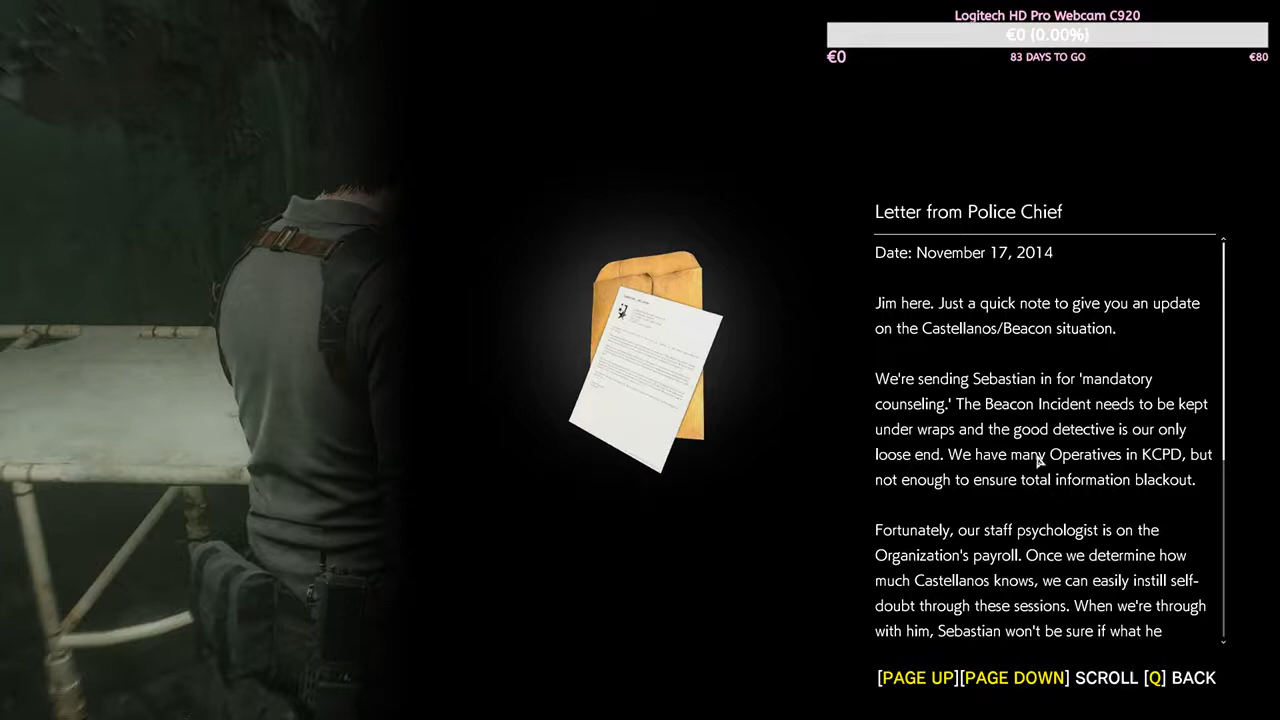 Logitech HD Pro Webcam C920
€0 (0.00%)
€0 83 DAYS TO GO €80
Letter from Police Chief
Date: November 17, 2014
Jim here. Just a quick note to give you an update
on the Castellanos/Beacon situation.
We're sending Sebastian in for 'mandatory
counseling.' The Beacon Incident needs to be kept
under wraps and the good detective is our only
loose end. We have many Operatives in KCPD, but
not enough to ensure total information blackout.
Fortunately, our staff psychologist is on the
Organization's payroll. Once we determine how
much Castellanos knows, we can easily instill self-
doubt through these sessions. When we're through
with him, Sebastian won't be sure if what he
[PAGE UP][PAGE DOWN] SCROLL [Q] BACK